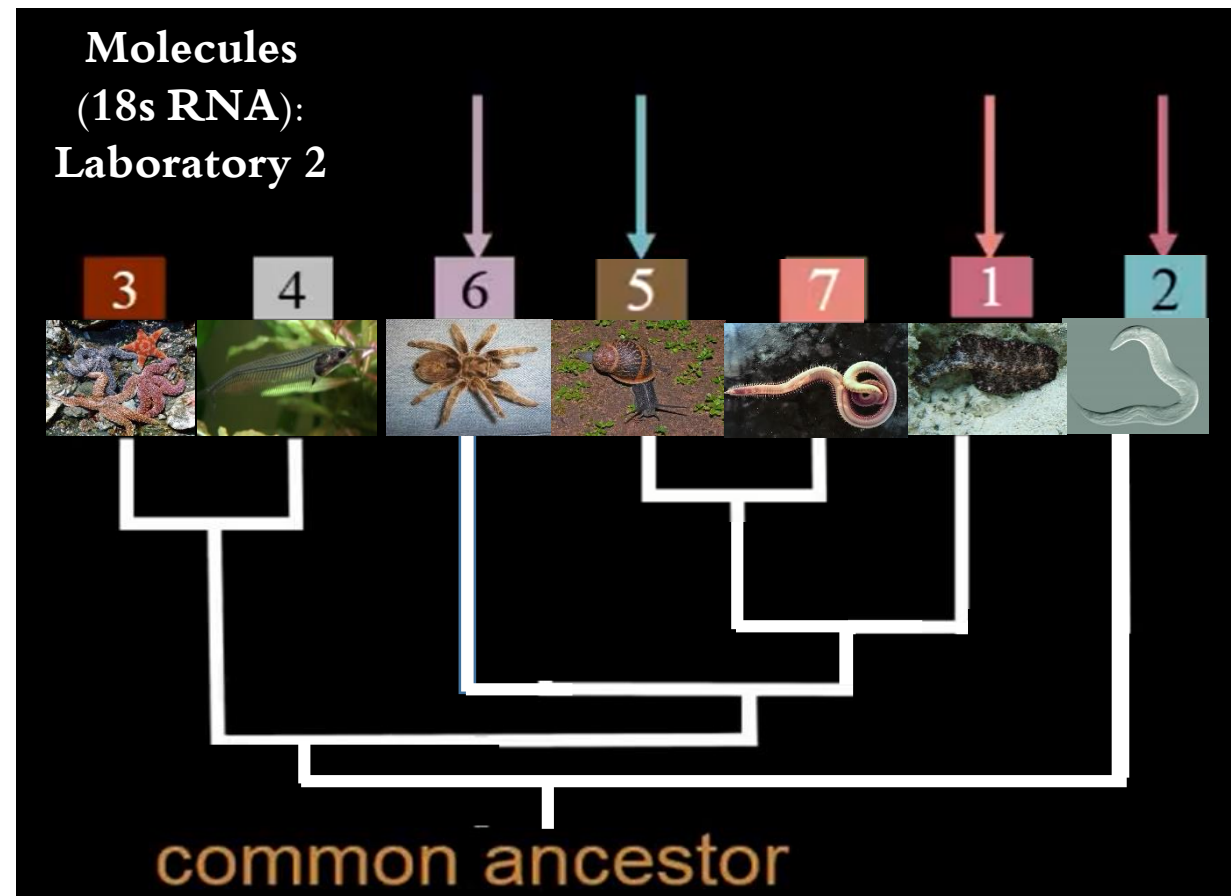 Molecules
(18s RNA):
Laboratory 2
3 4 6 5 7 1 2
common ancestor